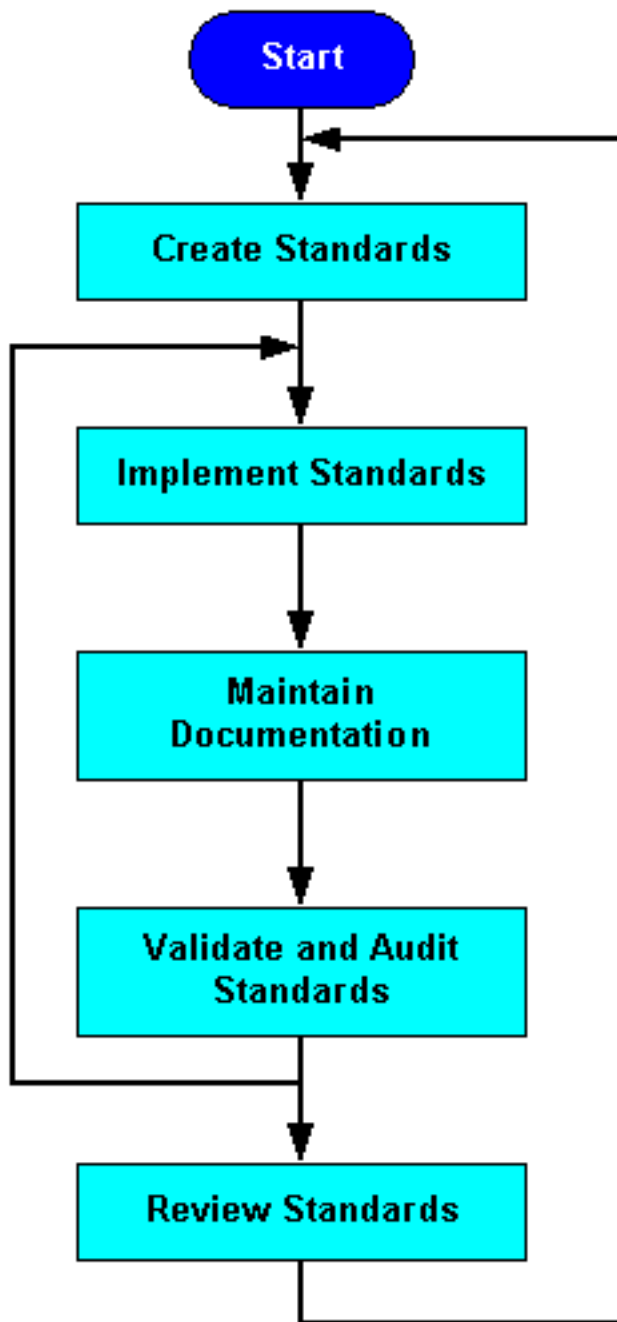 Start
Create Standards
Implement Standards
Maintain
Documentation
Validate and Audit
Standards
Review Standards